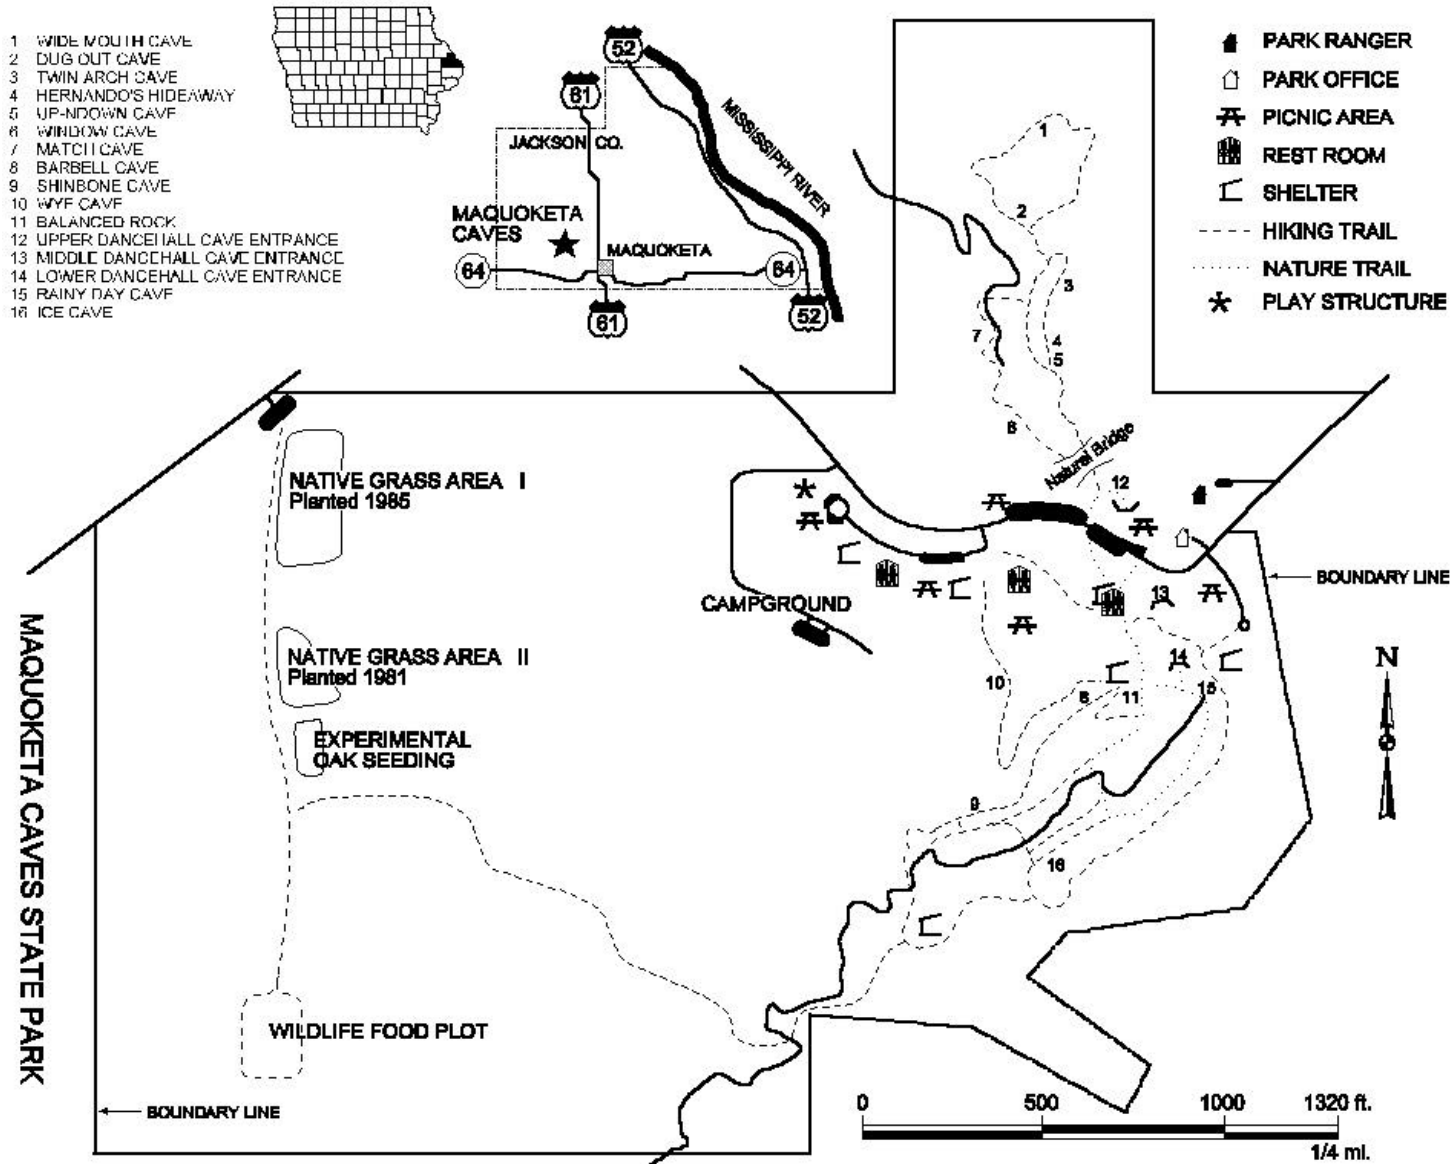 1 WIDE MOUTH CAVE
2 DUG OUT CAVE
3 TWIN ARCH CAVE
4 HERNANDO'S HIDEAWAY
5 UP-NDOWN CAVE
6 WINDOW CAVE
7 MATCH CAVE
8 BARBELL CAVE
9 SHINBONE CAVE
10 WYE CAVE
11 BALANCED ROCK
12 UPPER DANCEHALL CAVE ENTRANCE
13 MIDDLE DANCEHALL CAVE ENTRANCE
14 LOWER DANCEHALL CAVE ENTRANCE
15 RAINY DAY CAVE
16 ICE CAVE
52
61
JACKSON CO.
MISSISSIPPI RIVER
MAQUOKETA
CAVES
MAQUOKETA
64
64
61
52
PARK RANGER
PARK OFFICE
PICNIC AREA
REST ROOM
SHELTER
HIKING TRAIL
NATURE TRAIL
PLAY STRUCTURE
1
2
3
7
4
5
6
Natural Bridge
12
NATIVE GRASS AREA I
Planted 1985
CAMPGROUND
13
BOUNDARY LINE
NATIVE GRASS AREA II
Planted 1981
14
10
8
11
15
N
EXPERIMENTAL
OAK SEEDING
9
16
MAQUOKETA CAVES STATE PARK
WILDLIFE FOOD PLOT
BOUNDARY LINE
0 500 1000 1320 ft.
1/4 mi.